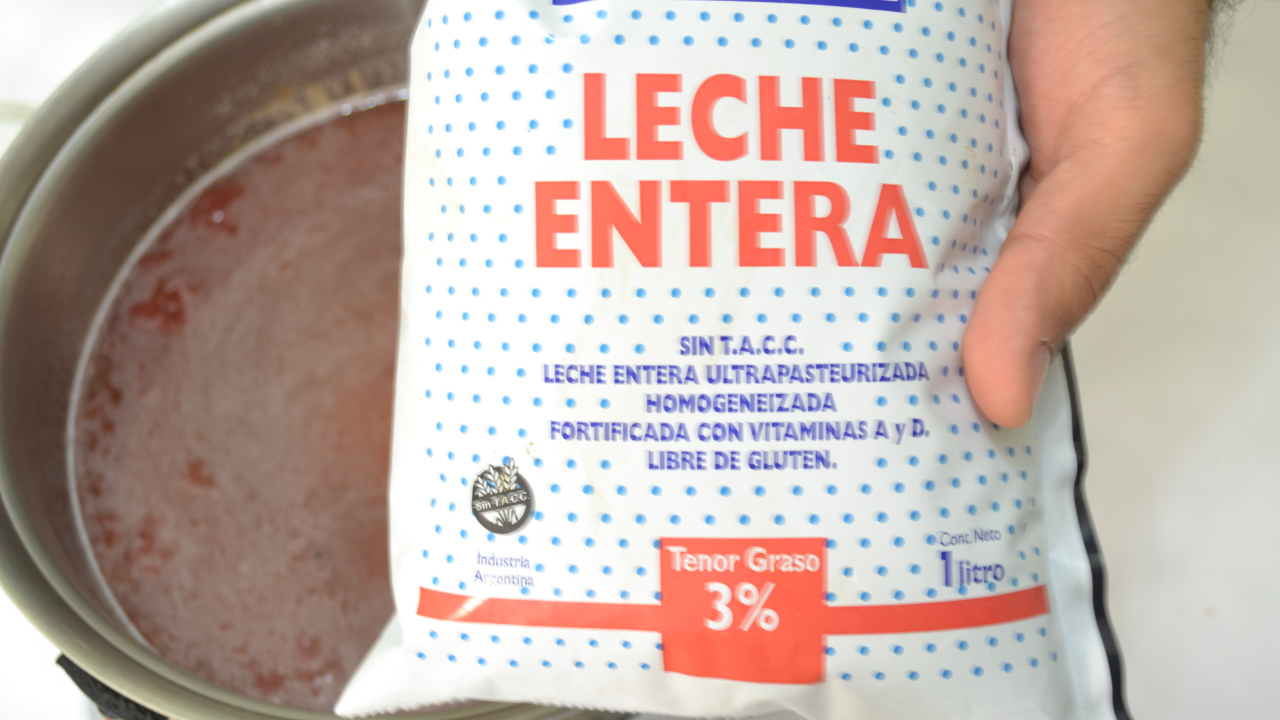 LECHE
ENTERA
SIN T.A.C.C.
LECHE ENTERA ULTRAPASTEURIZADA
HOMOGENEIZADA
FORTIFICADA CON VITAMINAS A y D.
LIBRE DE GLUTEN.
Sin T.A.C.C
Industria
Argentina
Tenor Graso
3%
Cont. Neto
1 litro